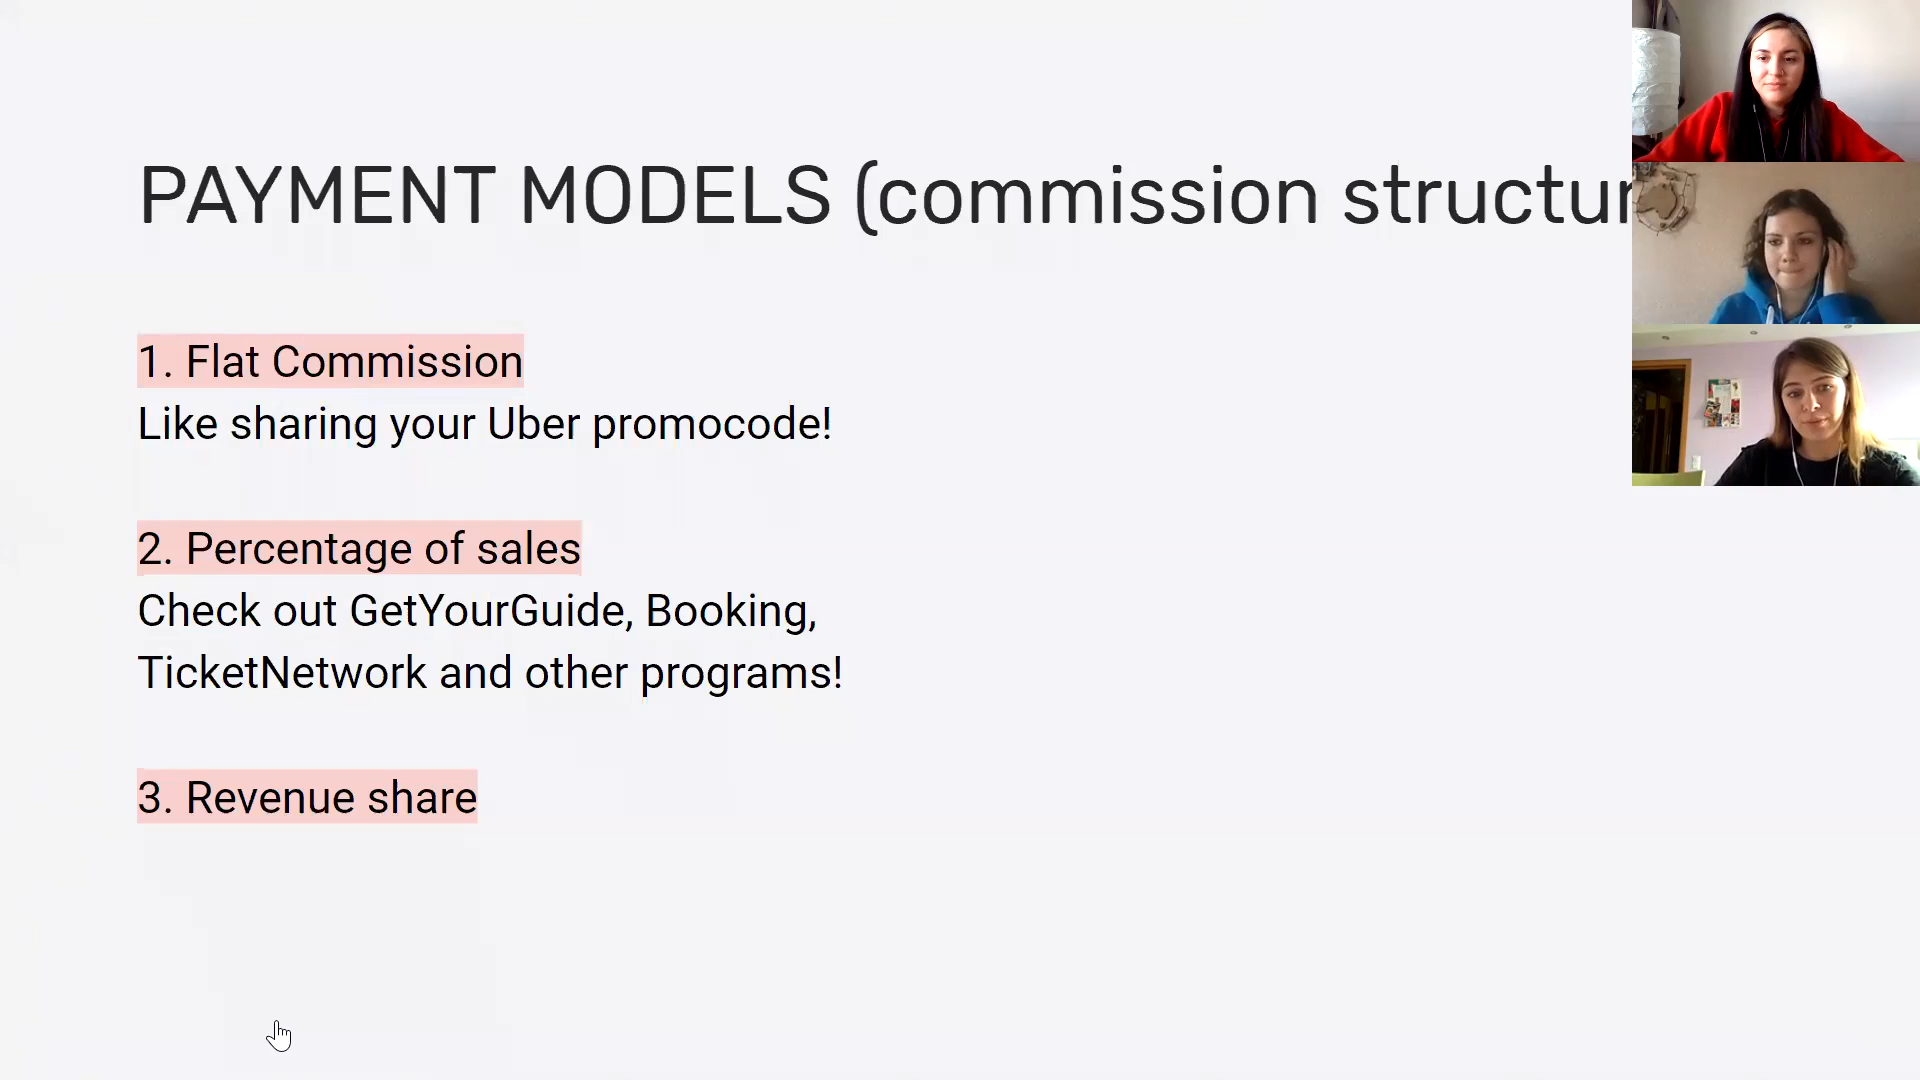 PAYMENT MODELS (commission structur
1. Flat Commission
Like sharing your Uber promocode!
2. Percentage of sales
Check out GetYourGuide, Booking,
TicketNetwork and other programs!
3. Revenue share